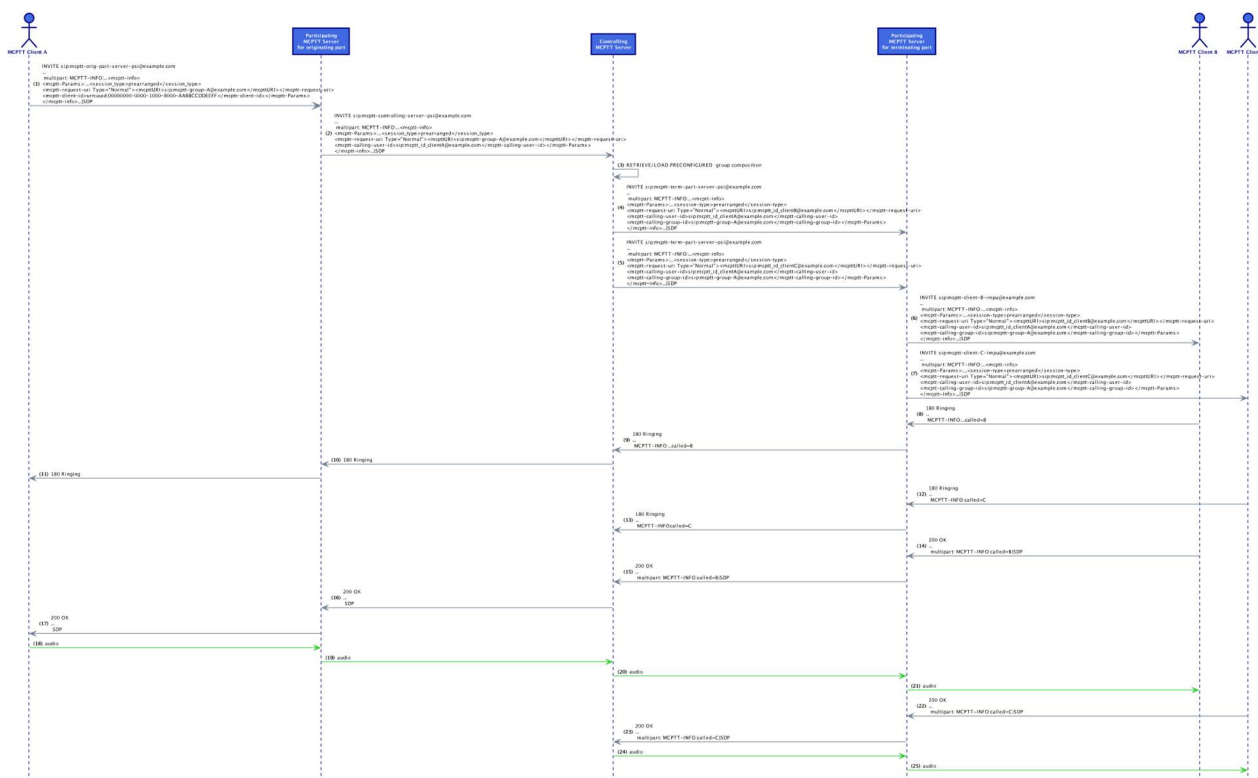 MCPTT Client A
Participating
MCPTT Server
for originating part
Controlling
MCPTT Server
Participating
MCPTT Server
for terminating part
MCPTT Client B
MCPTT Clien
INVITE sip:mcptt-orig-part-server-psi@example.com
...
multipart: MCPTT-INFO:...<mcptt-info>
(1) <mcptt-Params>...<session_type>prearranged</session_type>
<mcptt-request-uri Type="Normal"><mcpttURI>sip:mcptt-group-A@example.com</mcpttURI></mcptt-request-uri>
<mcptt-client-id>urn:uuid:00000000-0000-1000-8000-AABBCCDDEEFF</mcptt-client-id></mcptt-Params>
</mcptt-info>...|SDP
INVITE sip:mcptt-controlling-server-psi@example.com
...
multipart: MCPTT-INFO:...<mcptt-info>
(2) <mcptt-Params>...<session_type>prearranged</session_type>
<mcptt-request-uri Type="Normal"><mcpttURI>sip:mcptt-group-A@example.com</mcpttURI></mcptt-request-uri>
<mcptt-calling-user-id>sip:mcptt_id_clientA@example.com</mcptt-calling-user-id></mcptt-Params>
</mcptt-info>...|SDP
(3) RETRIEVE/LOAD PRECONFIGURED group composition
INVITE sip:mcptt-term-part-server-psi@example.com
...
multipart: MCPTT-INFO:...<mcptt-info>
<mcptt-Params>...<session-type>prearranged</session-type>
(4) <mcptt-request-uri Type="Normal"><mcpttURI>sip:mcptt_id_clientB@example.com</mcpttURI></mcptt-request-uri>
<mcptt-calling-user-id>sip:mcptt_id_clientA@example.com</mcptt-calling-user-id>
<mcptt-calling-group-id>sip:mcptt-group-A@example.com</mcptt-calling-group-id></mcptt-Params>
</mcptt-info>...|SDP
INVITE sip:mcptt-term-part-server-psi@example.com
...
multipart: MCPTT-INFO:...<mcptt-info>
<mcptt-Params>...<session-type>prearranged</session-type>
(5) <mcptt-request-uri Type="Normal"><mcpttURI>sip:mcptt_id_clientC@example.com</mcpttURI></mcptt-request-uri>
<mcptt-calling-user-id>sip:mcptt_id_clientA@example.com</mcptt-calling-user-id>
<mcptt-calling-group-id>sip:mcptt-group-A@example.com</mcptt-calling-group-id></mcptt-Params>
</mcptt-info>...|SDP
INVITE sip:mcptt-client-B-impu@example.com
...
multipart: MCPTT-INFO:...<mcptt-info>
<mcptt-Params>...<session-type>prearranged</session-type>
(6) <mcptt-request-uri Type="Normal"><mcpttURI>sip:mcptt_id_clientB@example.com</mcpttURI></mcptt-request-uri>
<mcptt-calling-user-id>sip:mcptt_id_clientA@example.com</mcptt-calling-user-id>
<mcptt-calling-group-id>sip:mcptt-group-A@example.com</mcptt-calling-group-id></mcptt-Params>
</mcptt-info>...|SDP
INVITE sip:mcptt-client-C-impu@example.com
...
multipart: MCPTT-INFO:...<mcptt-info>
<mcptt-Params>...<session-type>prearranged</session-type>
(7) <mcptt-request-uri Type="Normal"><mcpttURI>sip:mcptt_id_clientC@example.com</mcpttURI></mcptt-request-uri>
<mcptt-calling-user-id>sip:mcptt_id_clientA@example.com</mcptt-calling-user-id>
<mcptt-calling-group-id>sip:mcptt-group-A@example.com</mcptt-calling-group-id></mcptt-Params>
</mcptt-info>...|SDP
180 Ringing
(8) ...
MCPTT-INFO:...called=B
180 Ringing
(9) ...
MCPTT-INFO:...called=B
(10) 180 Ringing
(11) 180 Ringing
180 Ringing
(12) ...
MCPTT-INFO:called=C
180 Ringing
(13) ...
MCPTT-INFO:called=C
200 OK
(14) ...
multipart: MCPTT-INFO:called=B|SDP
200 OK
(15) ...
multipart: MCPTT-INFO:called=B|SDP
200 OK
(16) ...
SDP
200 OK
(17) ...
SDP
(18) audio
(19) audio
(20) audio
(21) audio
200 OK
(22) ...
multipart: MCPTT-INFO:called=C|SDP
200 OK
(23) ...
multipart: MCPTT-INFO:called=C|SDP
(24) audio
(25) audio